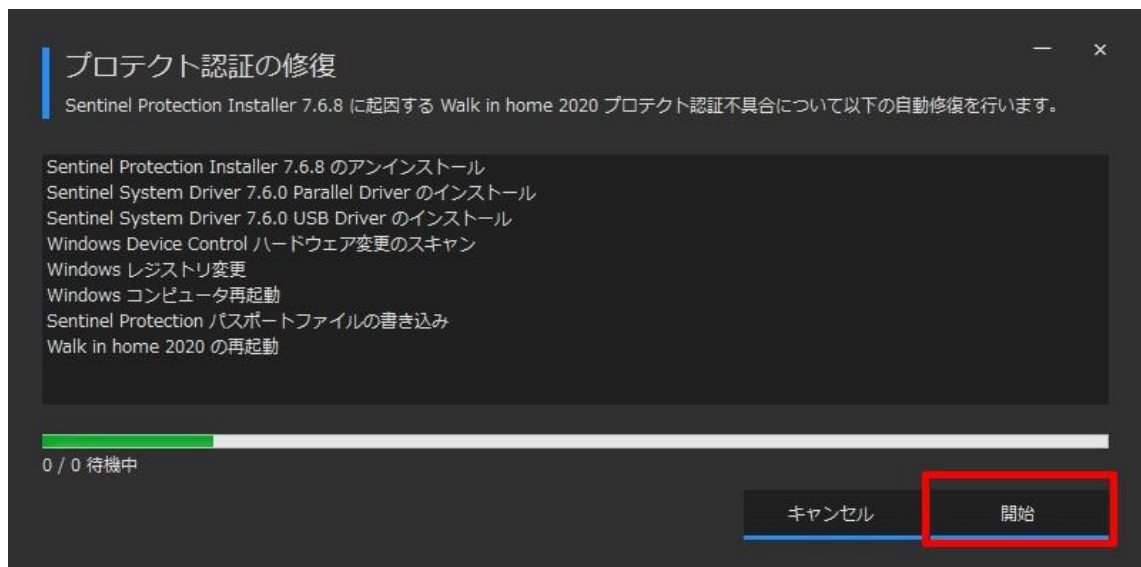 プロテクト認証の修復
Sentinel Protection Installer 7.6.8 に起因する Walk in home 2020 プロテクト認証不具合について以下の自動修復を行います。
Sentinel Protection Installer 7.6.8 のアンインストール
Sentinel System Driver 7.6.0 Parallel Driver のインストール
Sentinel System Driver 7.6.0 USB Driver のインストール
Windows Device Control ハードウェア変更のスキャン
Windows レジストリ変更
Windows コンピュータ再起動
Sentinel Protection パスポートファイルの書き込み
Walk in home 2020 の再起動
0 / 0 待機中
キャンセル
開始